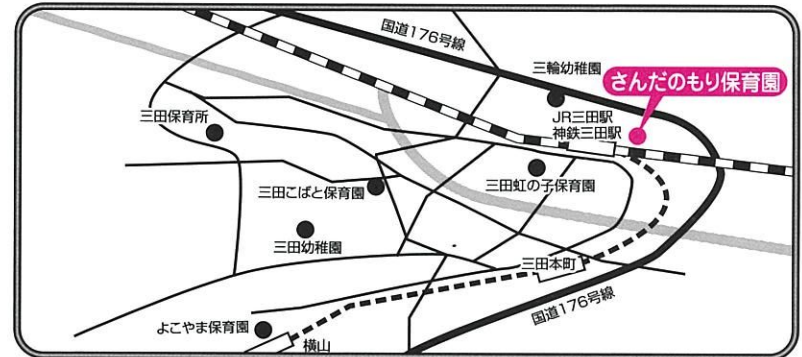 国道176号線
三輪幼稚園
さんだのもり保育園
三田保育所
JR三田駅
神鉄三田駅
三田こばと保育園
三田虹の子保育園
三田幼稚園
三田本町
国道176号線
よこやま保育園
横山